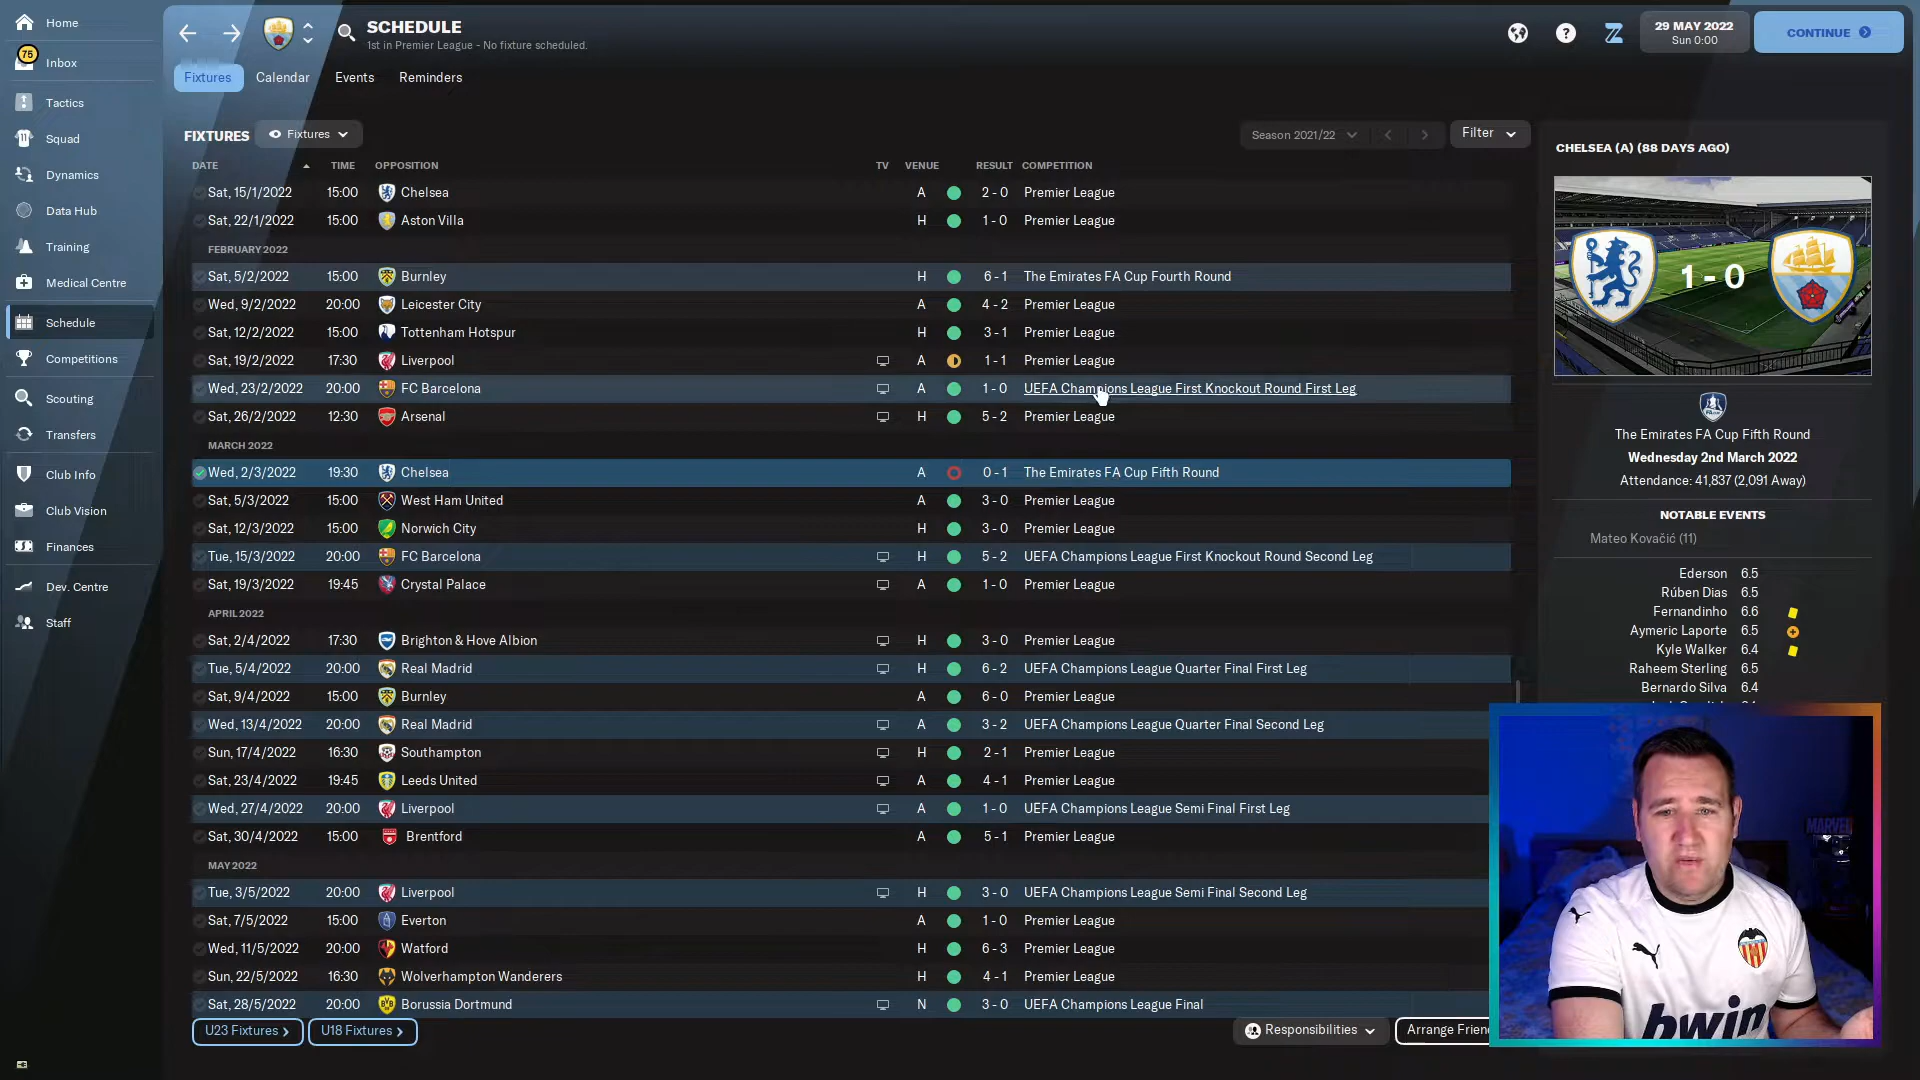 Home
75
Inbox
Tactics
Squad
Dynamics
Data Hub
Training
Medical Centre
Schedule
Competitions
Scouting
Transfers
Club Info
Club Vision
Finances
Dev. Centre
Staff
SCHEDULE
1st in Premier League - No fixture scheduled.
29 MAY 2022
Sun 0:00
CONTINUE
Fixtures Calendar Events Reminders
FIXTURES Fixtures Season 2021/22 Filter
DATE TIME OPPOSITION TV VENUE RESULT COMPETITION
Sat, 15/1/2022 15:00 Chelsea A 2 - 0 Premier League
Sat, 22/1/2022 15:00 Aston Villa H 1 - 0 Premier League
FEBRUARY 2022
Sat, 5/2/2022 15:00 Burnley H 6 - 1 The Emirates FA Cup Fourth Round
Wed, 9/2/2022 20:00 Leicester City A 4 - 2 Premier League
Sat, 12/2/2022 15:00 Tottenham Hotspur H 3 - 1 Premier League
Sat, 19/2/2022 17:30 Liverpool A 1 - 1 Premier League
Wed, 23/2/2022 20:00 FC Barcelona A 1 - 0 UEFA Champions League First Knockout Round First Leg
Sat, 26/2/2022 12:30 Arsenal H 5 - 2 Premier League
MARCH 2022
Wed, 2/3/2022 19:30 Chelsea A 0 - 1 The Emirates FA Cup Fifth Round
Sat, 5/3/2022 15:00 West Ham United A 3 - 0 Premier League
Sat, 12/3/2022 15:00 Norwich City H 3 - 0 Premier League
Tue, 15/3/2022 20:00 FC Barcelona H 5 - 2 UEFA Champions League First Knockout Round Second Leg
Sat, 19/3/2022 19:45 Crystal Palace A 1 - 0 Premier League
APRIL 2022
Sat, 2/4/2022 17:30 Brighton & Hove Albion H 3 - 0 Premier League
Tue, 5/4/2022 20:00 Real Madrid H 6 - 2 UEFA Champions League Quarter Final First Leg
Sat, 9/4/2022 15:00 Burnley A 6 - 0 Premier League
Wed, 13/4/2022 20:00 Real Madrid A 3 - 2 UEFA Champions League Quarter Final Second Leg
Sun, 17/4/2022 16:30 Southampton H 2 - 1 Premier League
Sat, 23/4/2022 19:45 Leeds United A 4 - 1 Premier League
Wed, 27/4/2022 20:00 Liverpool A 1 - 0 UEFA Champions League Semi Final First Leg
Sat, 30/4/2022 15:00 Brentford A 5 - 1 Premier League
MAY 2022
Tue, 3/5/2022 20:00 Liverpool H 3 - 0 UEFA Champions League Semi Final Second Leg
Sat, 7/5/2022 15:00 Everton A 1 - 0 Premier League
Wed, 11/5/2022 20:00 Watford H 6 - 3 Premier League
Sun, 22/5/2022 16:30 Wolverhampton Wanderers H 4 - 1 Premier League
Sat, 28/5/2022 20:00 Borussia Dortmund N 3 - 0 UEFA Champions League Final
U23 Fixtures U18 Fixtures Responsibilities Arrange Frien
CHELSEA (A) (88 DAYS AGO)
1 - 0
The Emirates FA Cup Fifth Round
Wednesday 2nd March 2022
Attendance: 41,837 (2,091 Away)
NOTABLE EVENTS
Mateo Kovačić (11)
Ederson 6.5
Rúben Dias 6.5
Fernandinho 6.6
Aymeric Laporte 6.5
Kyle Walker 6.4
Raheem Sterling 6.5
Bernardo Silva 6.4
MARVEL
bwin